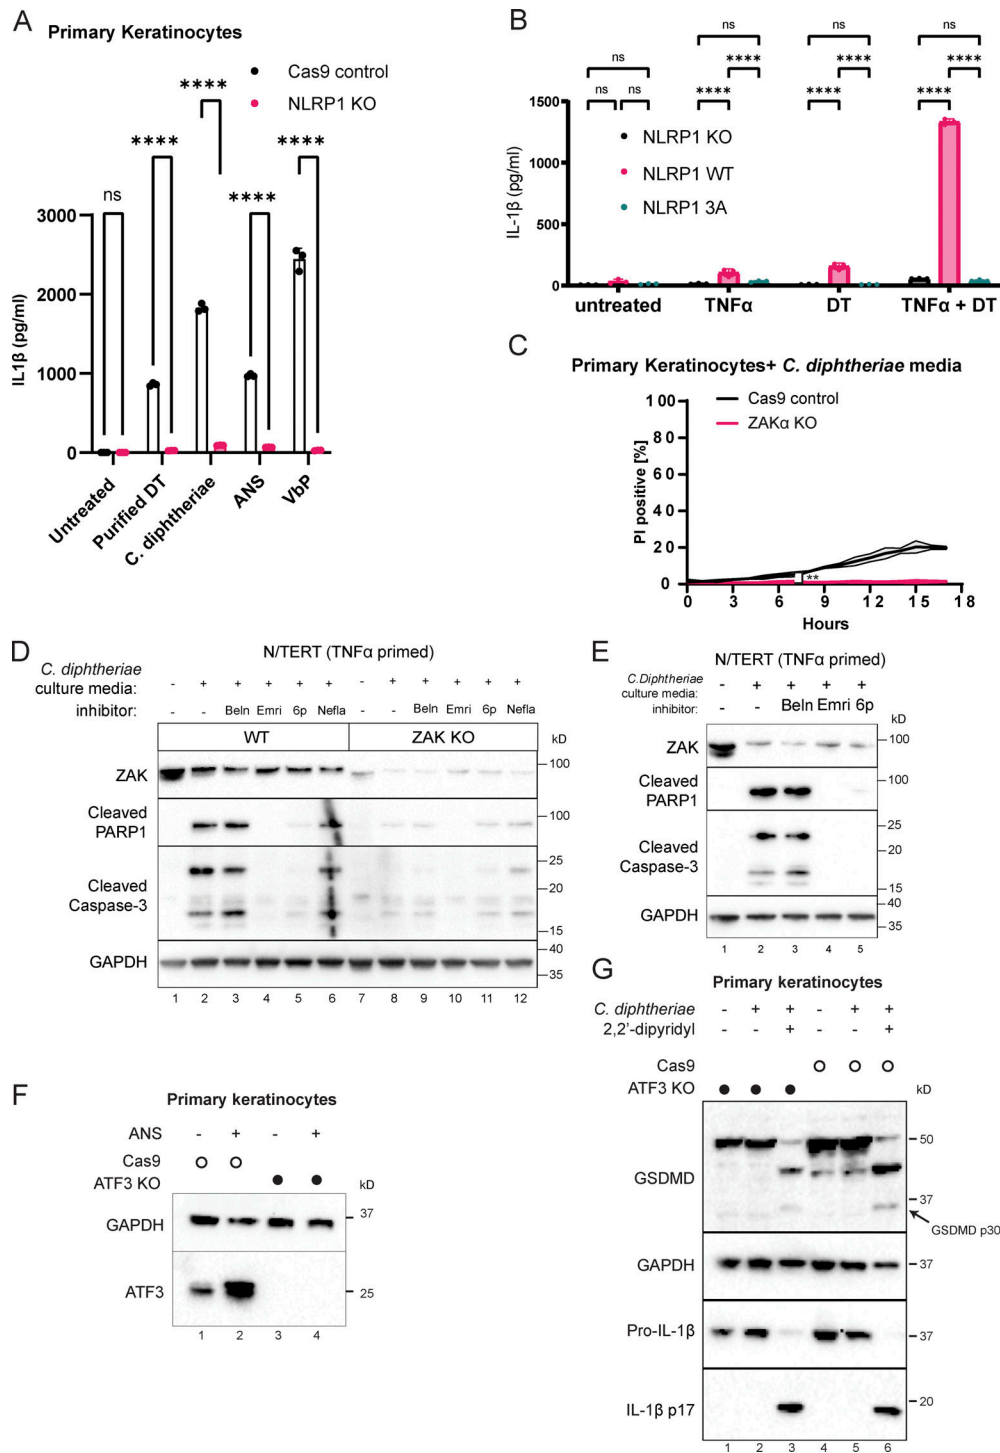 A
Primary Keratinocytes
Cas9 control
NLRP1 KO
ns
****
****
****
****
IL1β (pg/ml)
3000
2000
1000
0
Untreated
Purified DT
C. diphtheriae
ANS
VbP
B
ns
ns
ns
ns
ns
ns
****
****
****
****
****
****
IL-1β (pg/ml)
1500
1000
500
0
NLRP1 KO
NLRP1 WT
NLRP1 3A
untreated
TNFα
DT
TNFα + DT
C
Primary Keratinocytes+ C. diphtheriae media
Cas9 control
ZAKα KO
PI positive [%]
100
80
60
40
20
0
**
0 3 6 9 12 15 18
Hours
D
N/TERT (TNFα primed)
C. diphtheriae
culture media: - + + + + + - + + + + +
inhibitor: - - Beln Emri 6p Nefla - - Beln Emri 6p Nefla
WT ZAK KO kD
ZAK
100
Cleaved
PARP1
100
Cleaved
Caspase-3
25
20
15
GAPDH
40
35
1 2 3 4 5 6 7 8 9 10 11 12
E
N/TERT (TNFα primed)
C.Diphtheriae
culture media: - + + + +
inhibitor: - - Beln Emri 6p
kD
ZAK
100
Cleaved
PARP1
100
Cleaved
Caspase-3
25
20
15
GAPDH
40
35
1 2 3 4 5
F
Primary keratinocytes
ANS - + - +
Cas9
ATF3 KO
kD
GAPDH
37
ATF3
25
1 2 3 4
G
Primary keratinocytes
C. diphtheriae - + + - + +
2,2'-dipyridyl - - + - - +
Cas9
ATF3 KO
kD
GSDMD
50
37
GSDMD p30
GAPDH
37
Pro-IL-1β
37
IL-1β p17
20
1 2 3 4 5 6